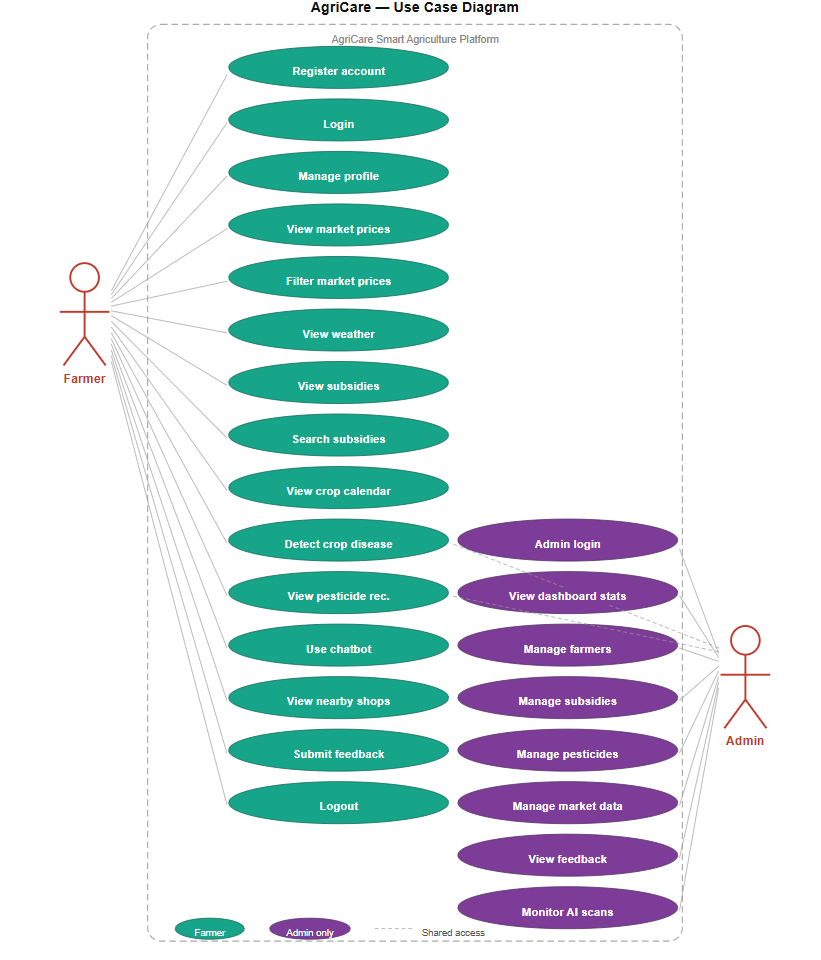 AgriCare — Use Case Diagram
AgriCare Smart Agriculture Platform
Register account
Login
Manage profile
View market prices
Filter market prices
View weather
View subsidies
Search subsidies
View crop calendar
Detect crop disease
View pesticide rec.
Use chatbot
View nearby shops
Submit feedback
Logout
Farmer
Admin login
View dashboard stats
Manage farmers
Manage subsidies
Manage pesticides
Manage market data
View feedback
Monitor AI scans
Admin
Farmer
Admin only
Shared access